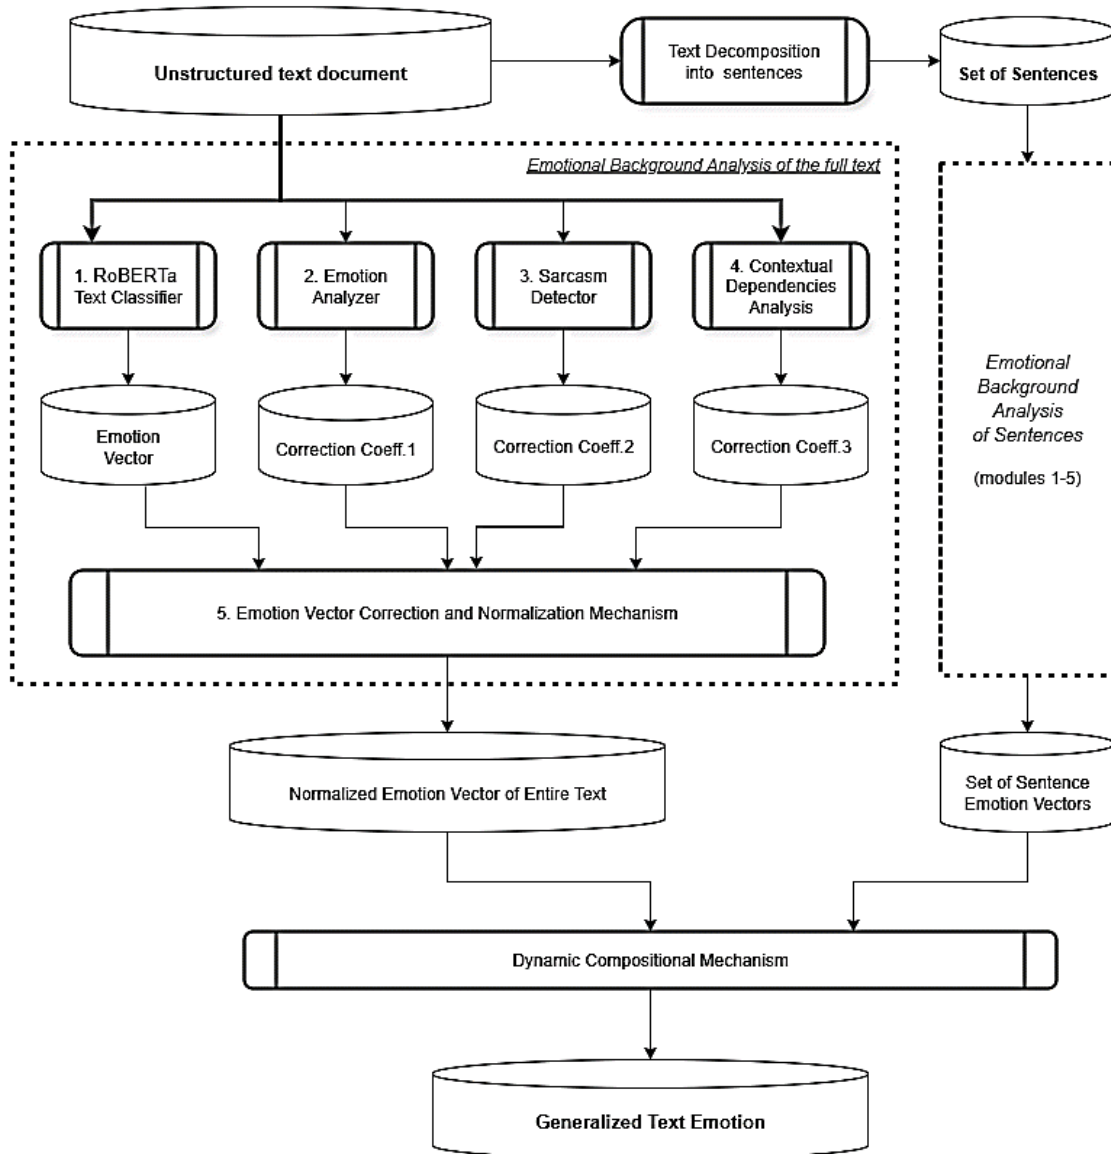 Unstructured text document
Text Decomposition
into sentences
Set of Sentences
Emotional Background Analysis of the full text
1. RoBERTa
Text Classifier
2. Emotion
Analyzer
3. Sarcasm
Detector
4. Contextual
Dependencies
Analysis
Emotion
Vector
Correction Coeff.1
Correction Coeff.2
Correction Coeff.3
Emotional
Background
Analysis
of Sentences
(modules 1-5)
5. Emotion Vector Correction and Normalization Mechanism
Normalized Emotion Vector of Entire Text
Set of Sentence
Emotion Vectors
Dynamic Compositional Mechanism
Generalized Text Emotion